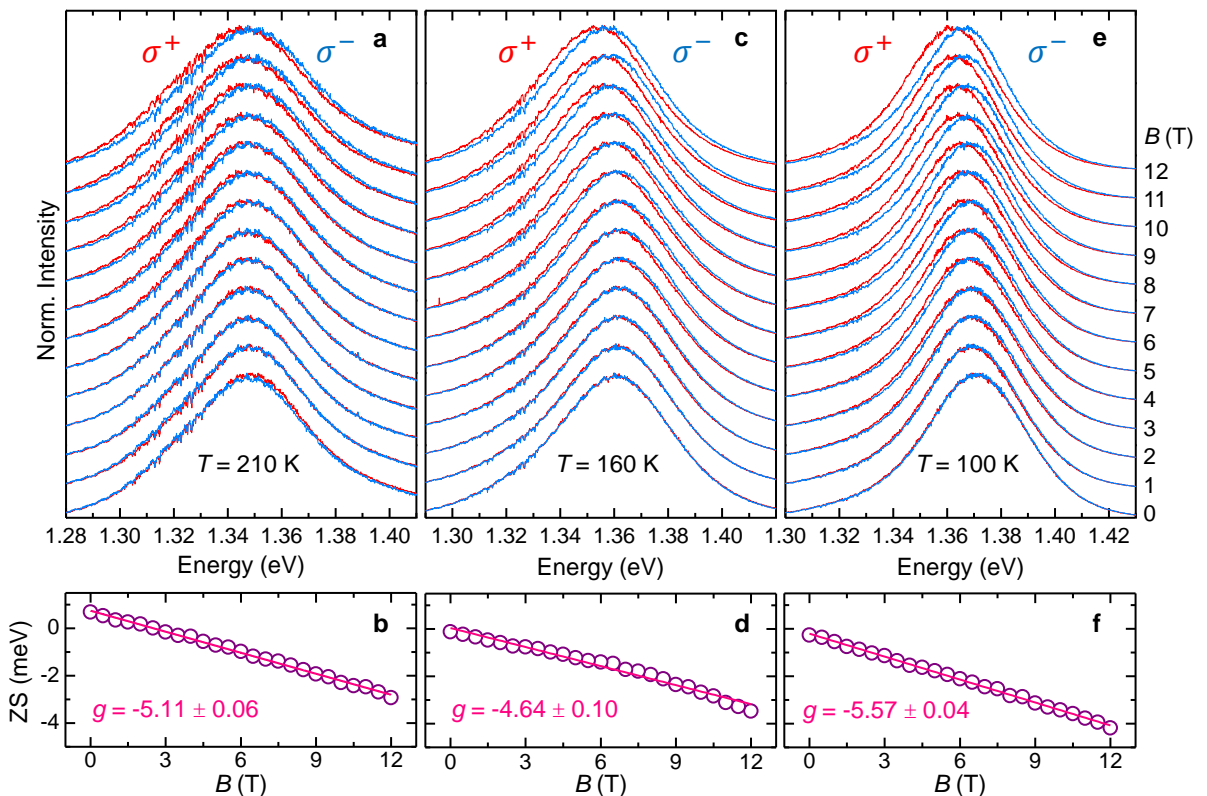 σ+ σ− a
σ+ σ− c
σ+ σ− e
B (T)
12
11
10
9
8
7
6
5
4
3
2
1
0
Norm. Intensity
T = 210 K
T = 160 K
T = 100 K
1.28 1.30 1.32 1.34 1.36 1.38 1.40
1.30 1.32 1.34 1.36 1.38 1.40
1.32 1.34 1.36 1.38 1.40 1.42
Energy (eV)
Energy (eV)
Energy (eV)
ZS (meV)
0
-2
-4
b
g = -5.11 ± 0.06
d
g = -4.64 ± 0.10
f
g = -5.57 ± 0.04
0 3 6 9 12
0 3 6 9 12
0 3 6 9 12
B (T)
B (T)
B (T)